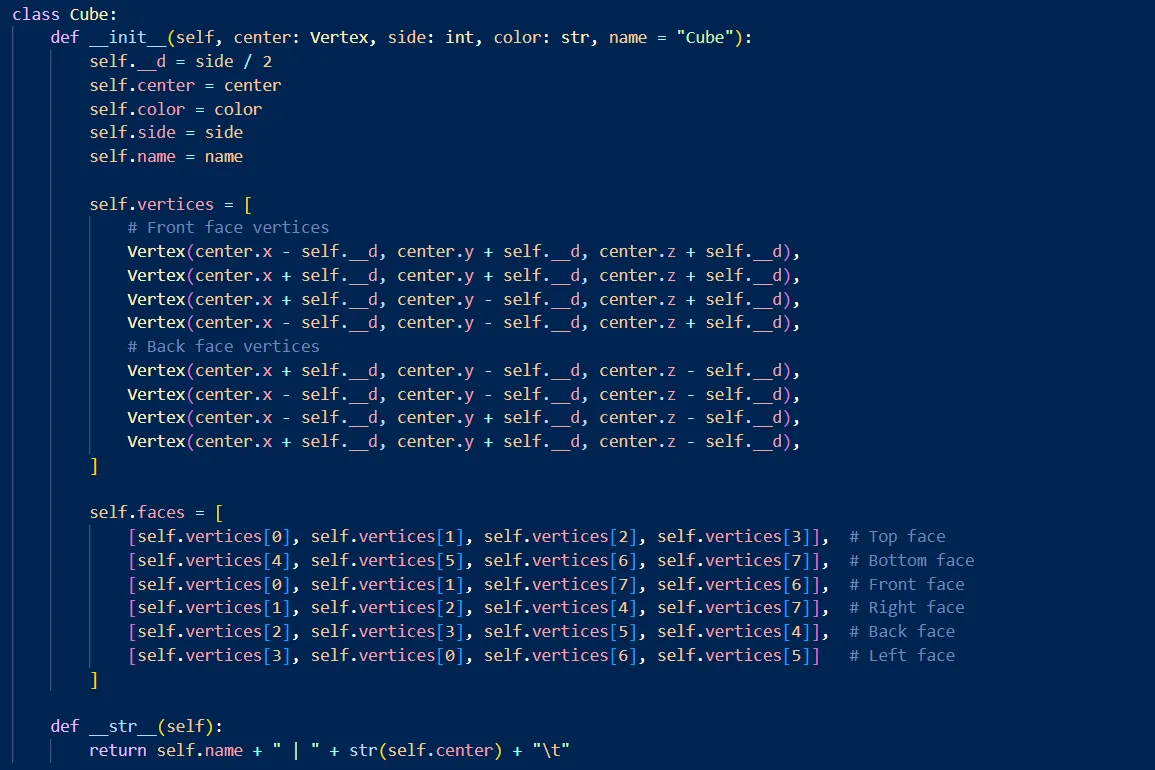 class Cube:
    def __init__(self, center: Vertex, side: int, color: str, name = "Cube"):
        self.__d = side / 2
        self.center = center
        self.color = color
        self.side = side
        self.name = name

        self.vertices = [
            # Front face vertices
            Vertex(center.x - self.__d, center.y + self.__d, center.z + self.__d),
            Vertex(center.x + self.__d, center.y + self.__d, center.z + self.__d),
            Vertex(center.x + self.__d, center.y - self.__d, center.z + self.__d),
            Vertex(center.x - self.__d, center.y - self.__d, center.z + self.__d),
            # Back face vertices
            Vertex(center.x + self.__d, center.y - self.__d, center.z - self.__d),
            Vertex(center.x - self.__d, center.y - self.__d, center.z - self.__d),
            Vertex(center.x - self.__d, center.y + self.__d, center.z - self.__d),
            Vertex(center.x + self.__d, center.y + self.__d, center.z - self.__d),
        ]

        self.faces = [
            [self.vertices[0], self.vertices[1], self.vertices[2], self.vertices[3]],  # Top face
            [self.vertices[4], self.vertices[5], self.vertices[6], self.vertices[7]],  # Bottom face
            [self.vertices[0], self.vertices[1], self.vertices[7], self.vertices[6]],  # Front face
            [self.vertices[1], self.vertices[2], self.vertices[4], self.vertices[7]],  # Right face
            [self.vertices[2], self.vertices[3], self.vertices[5], self.vertices[4]],  # Back face
            [self.vertices[3], self.vertices[0], self.vertices[6], self.vertices[5]]   # Left face
        ]

    def __str__(self):
        return self.name + " | " + str(self.center) + "\t"